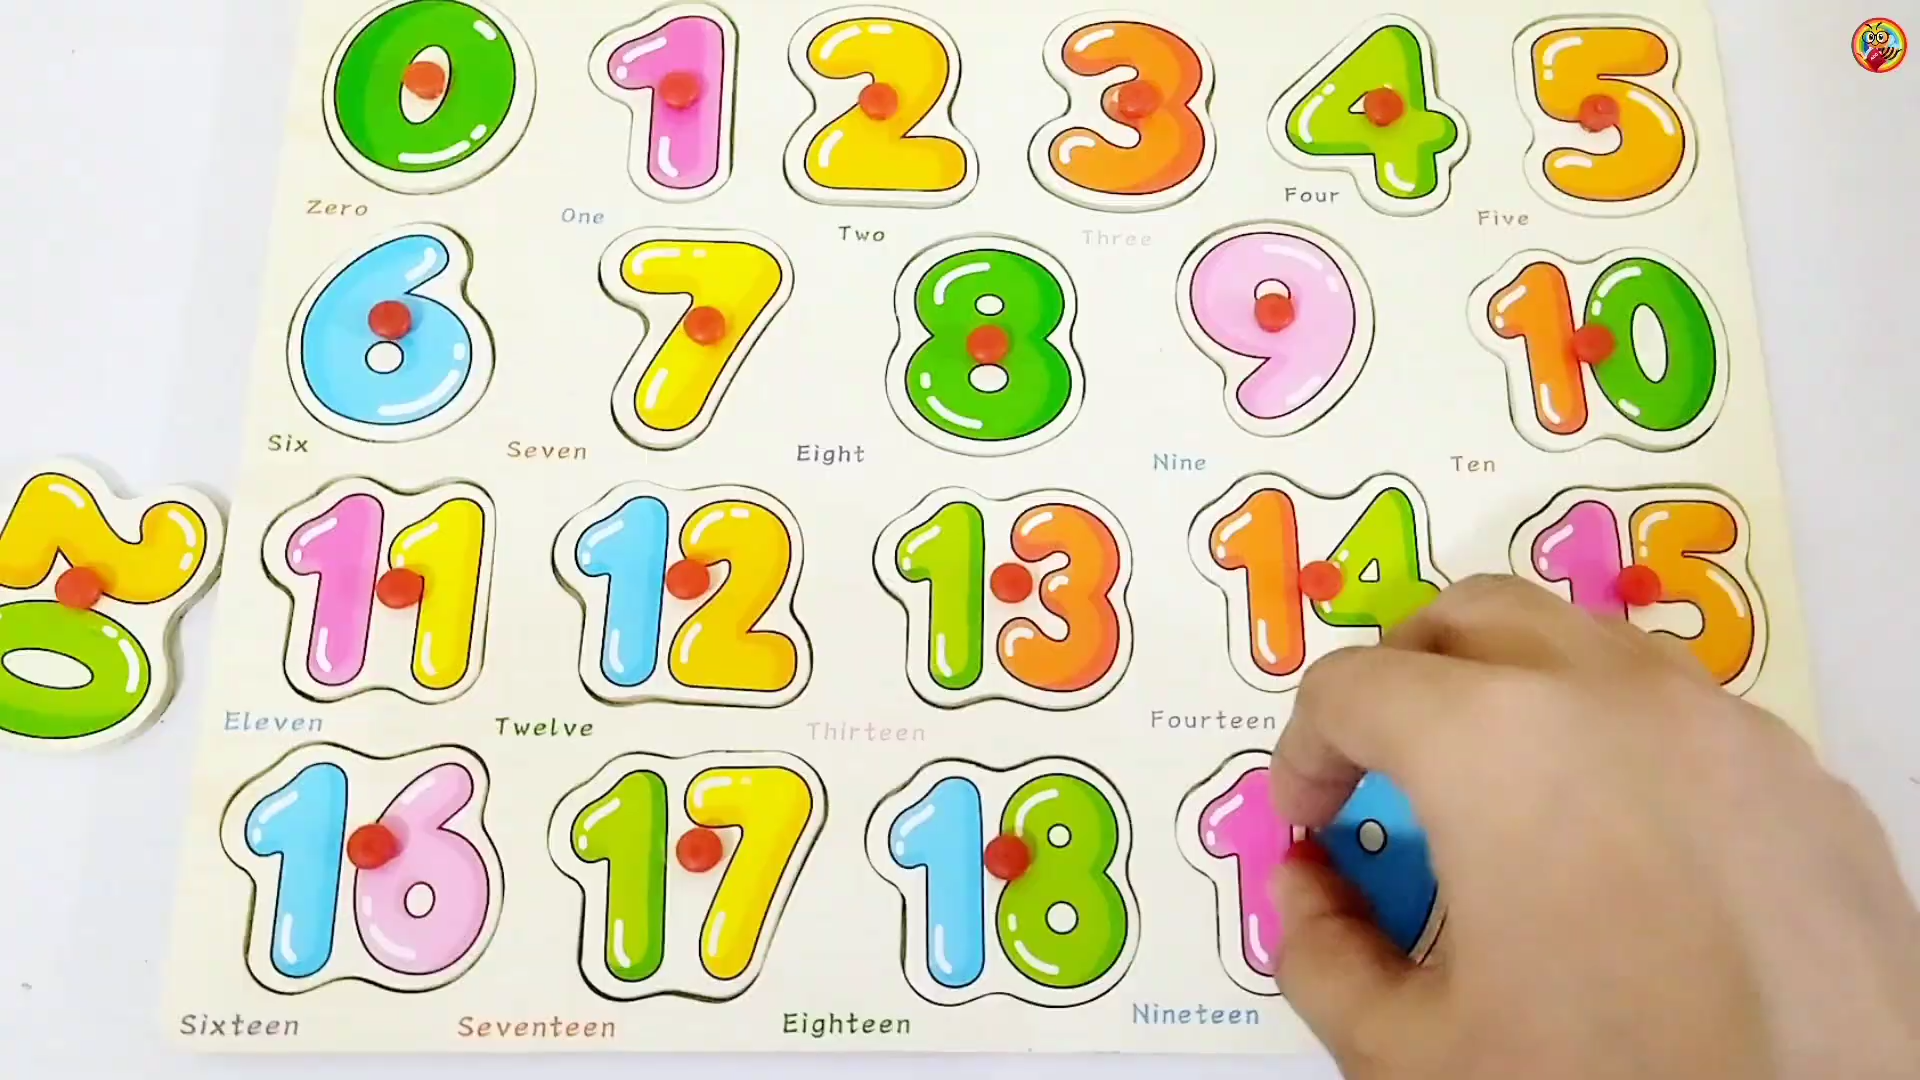 0 1 2 3 4 5
Zero One Two Three Four Five
6 7 8 9 10
Six Seven Eight Nine Ten
20
11 12 13 14 15
Eleven Twelve Thirteen Fourteen
16 17 18 19
Sixteen Seventeen Eighteen Nineteen